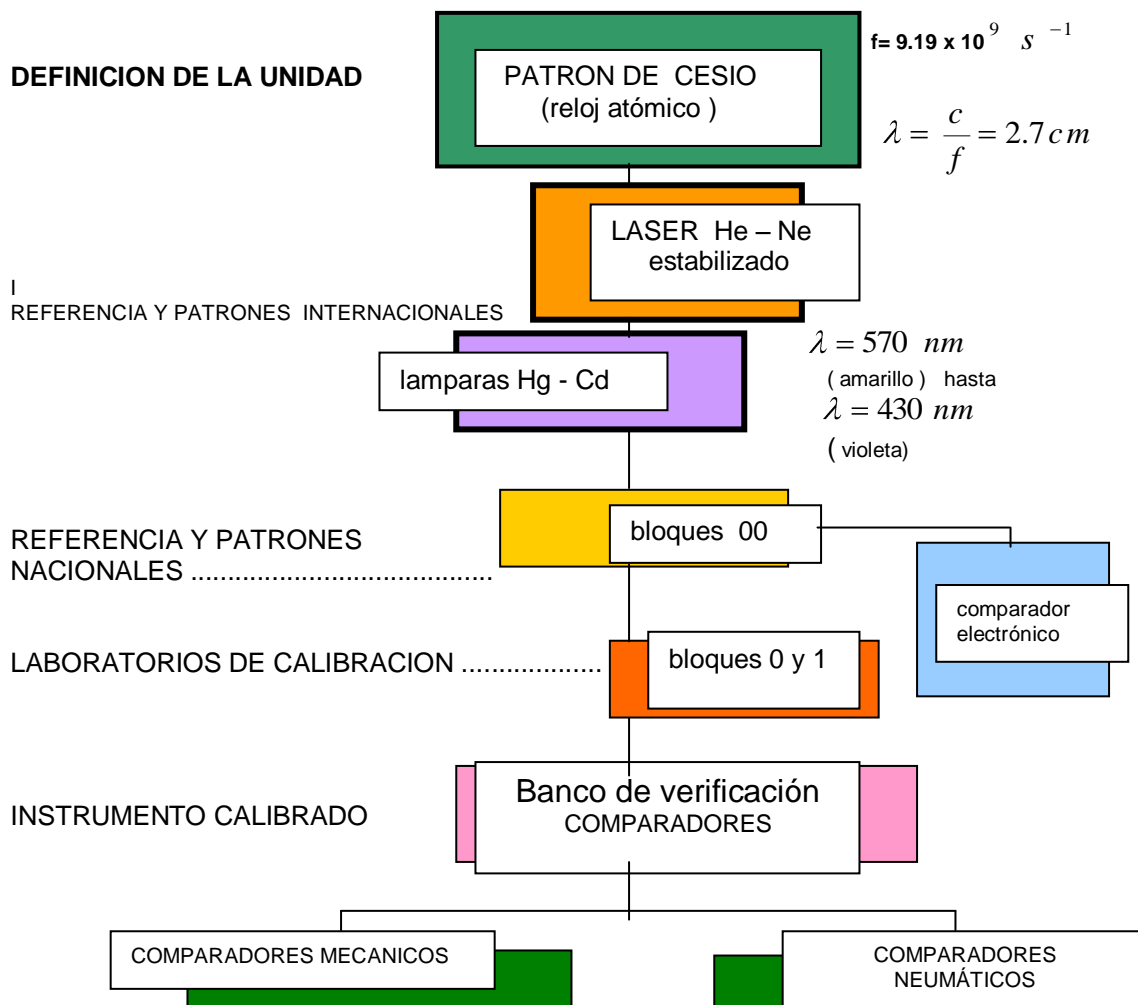 f= 9.19 x 10⁹ s⁻¹
DEFINICION DE LA UNIDAD
PATRON DE CESIO
(reloj atómico )
λ = c/f = 2.7 cm
LASER He – Ne
estabilizado
I
REFERENCIA Y PATRONES INTERNACIONALES
lamparas Hg - Cd
λ = 570 nm
( amarillo ) hasta
λ = 430 nm
( violeta)
REFERENCIA Y PATRONES
NACIONALES .........................................
bloques 00
comparador
electrónico
LABORATORIOS DE CALIBRACION ...................
bloques 0 y 1
INSTRUMENTO CALIBRADO
Banco de verificación
COMPARADORES
COMPARADORES MECANICOS
COMPARADORES
NEUMÁTICOS